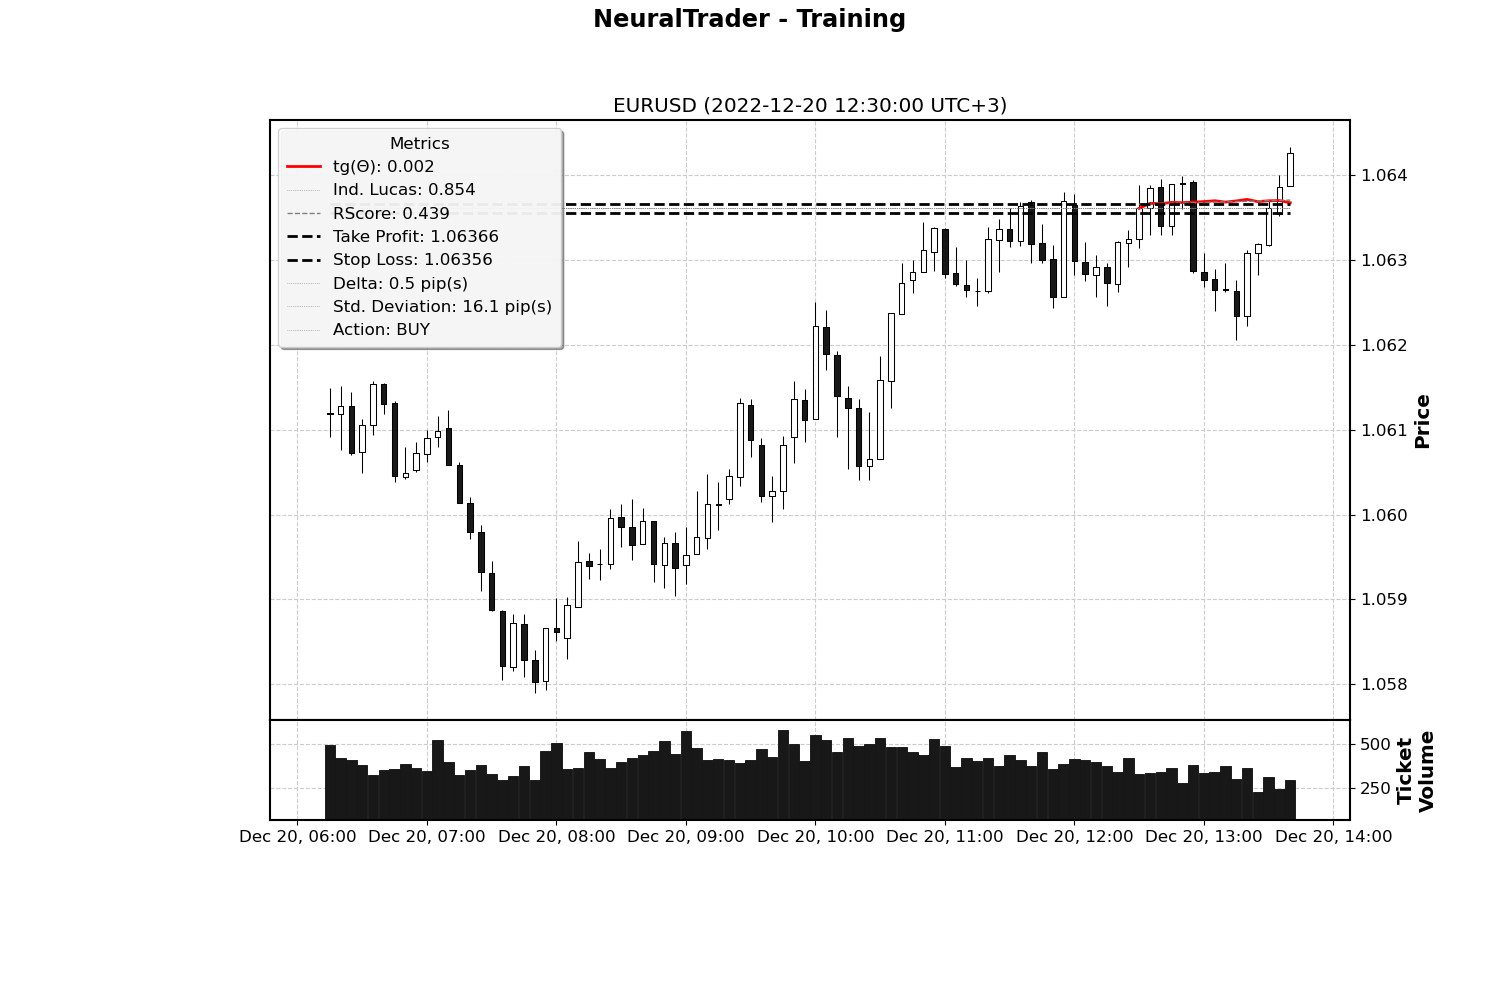 NeuralTrader - Training
EURUSD (2022-12-20 12:30:00 UTC+3)
Metrics
tg(Θ): 0.002
Ind. Lucas: 0.854
RScore: 0.439
Take Profit: 1.06366
Stop Loss: 1.06356
Delta: 0.5 pip(s)
Std. Deviation: 16.1 pip(s)
Action: BUY
1.064
1.063
1.062
1.061
1.060
1.059
1.058
Price
500
250
Ticket
Volume
Dec 20, 06:00 Dec 20, 07:00 Dec 20, 08:00 Dec 20, 09:00 Dec 20, 10:00 Dec 20, 11:00 Dec 20, 12:00 Dec 20, 13:00 Dec 20, 14:00